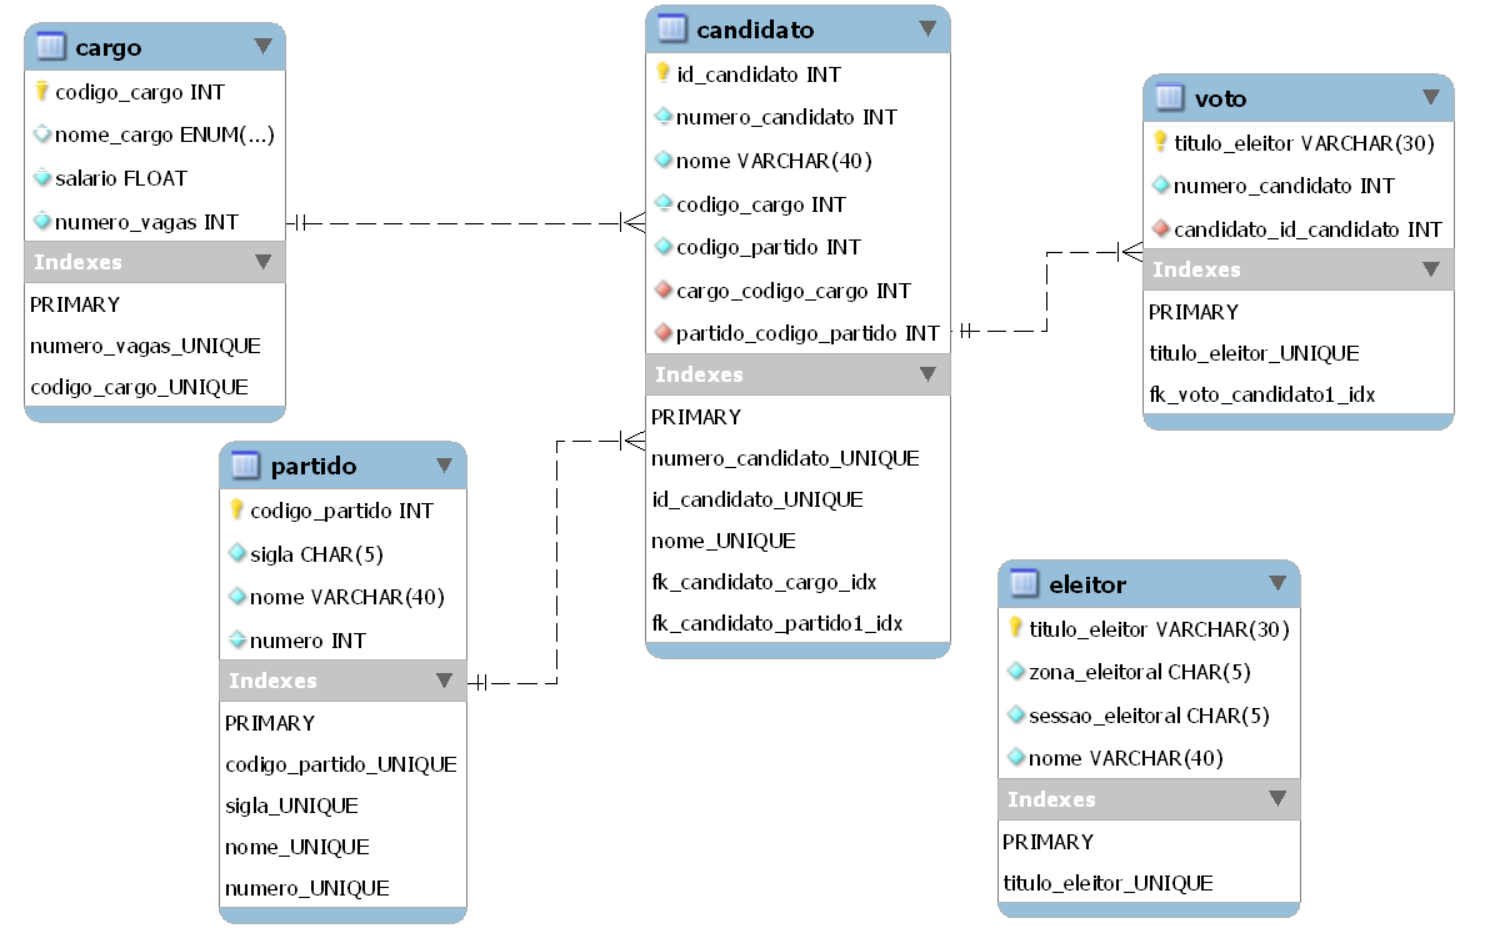 cargo
codigo_cargo INT
nome_cargo ENUM(...)
salario FLOAT
numero_vagas INT
Indexes
PRIMARY
numero_vagas_UNIQUE
codigo_cargo_UNIQUE
partido
codigo_partido INT
sigla CHAR(5)
nome VARCHAR(40)
numero INT
Indexes
PRIMARY
codigo_partido_UNIQUE
sigla_UNIQUE
nome_UNIQUE
numero_UNIQUE
candidato
id_candidato INT
numero_candidato INT
nome VARCHAR(40)
codigo_cargo INT
codigo_partido INT
cargo_codigo_cargo INT
partido_codigo_partido INT
Indexes
PRIMARY
numero_candidato_UNIQUE
id_candidato_UNIQUE
nome_UNIQUE
fk_candidato_cargo_idx
fk_candidato_partido1_idx
voto
titulo_eleitor VARCHAR(30)
numero_candidato INT
candidato_id_candidato INT
Indexes
PRIMARY
titulo_eleitor_UNIQUE
fk_voto_candidato1_idx
eleitor
titulo_eleitor VARCHAR(30)
zona_eleitoral CHAR(5)
sessao_eleitoral CHAR(5)
nome VARCHAR(40)
Indexes
PRIMARY
titulo_eleitor_UNIQUE